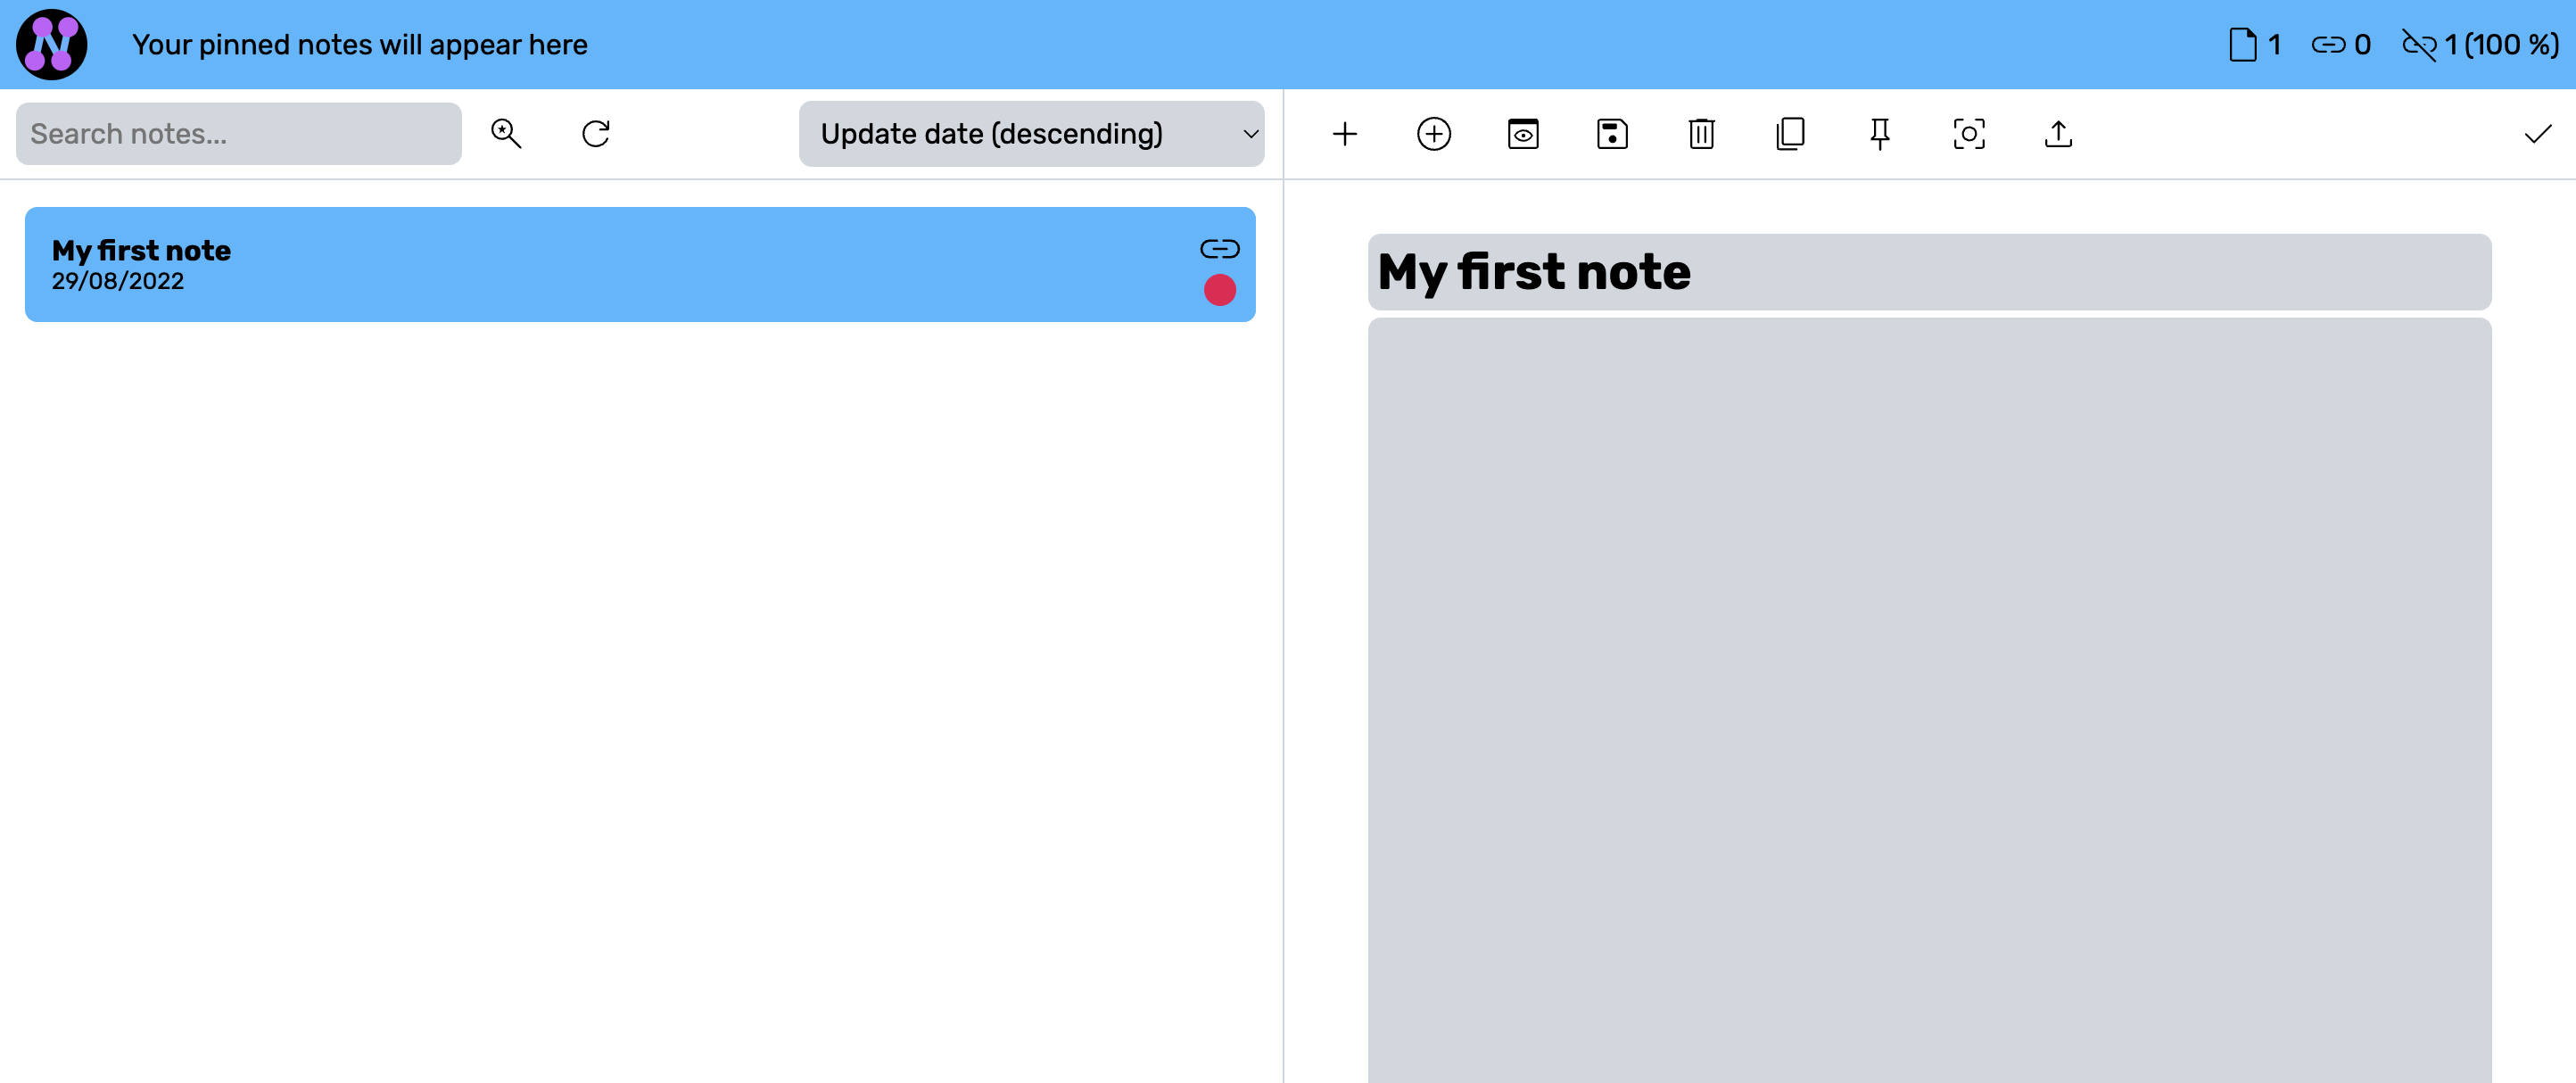 Your pinned notes will appear here
1 0 1 (100 %)
Search notes...
Update date (descending)
My first note
29/08/2022
My first note